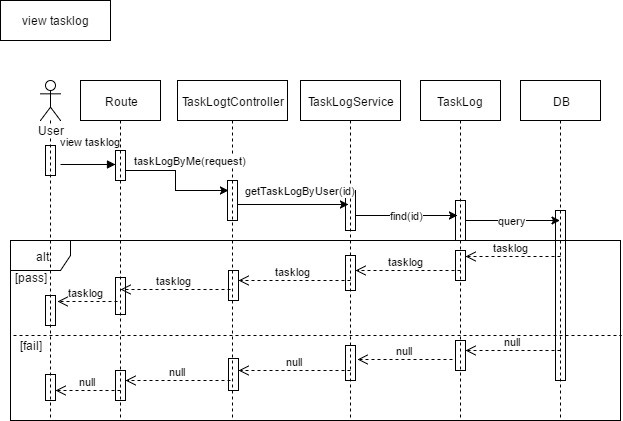 view tasklog
Route
TaskLogtController
TaskLogService
TaskLog
DB
User
view tasklog
taskLogByMe(request)
getTaskLogByUser(id)
find(id)
query
alt
[pass]
tasklog
tasklog
tasklog
tasklog
tasklog
[fail]
null
null
null
null
null